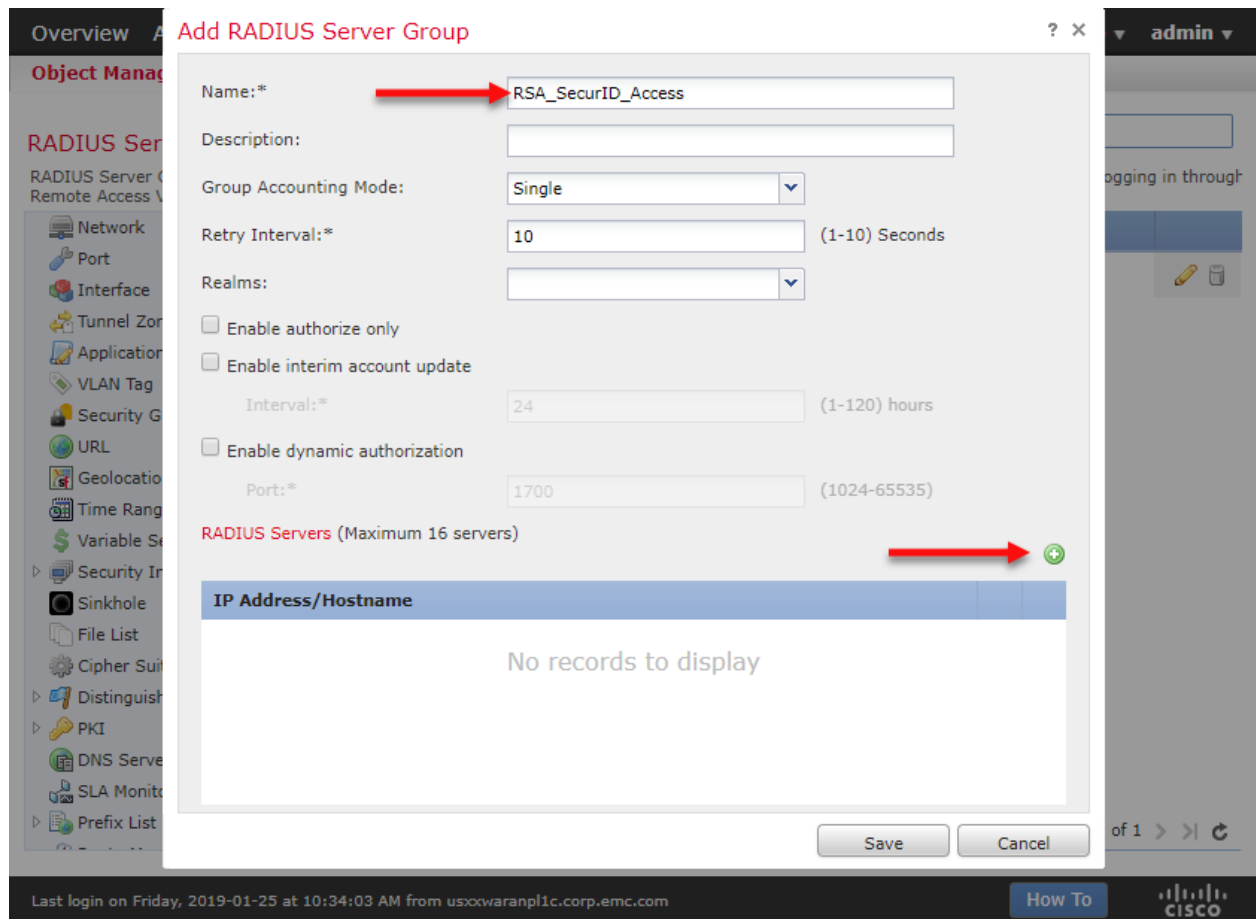 Overview
admin
Add RADIUS Server Group
?
Object Manag
Name:*
RSA_SecurID_Access
Description:
RADIUS Ser
RADIUS Server
Remote Access V
ogging in through
Group Accounting Mode:
Single
Retry Interval:*
10
(1-10) Seconds
Realms:
Enable authorize only
Enable interim account update
Interval:*
24
(1-120) hours
Enable dynamic authorization
Port:*
1700
(1024-65535)
RADIUS Servers (Maximum 16 servers)
IP Address/Hostname
No records to display
Network
Port
Interface
Tunnel Zon
Application
VLAN Tag
Security G
URL
Geolocatio
Time Rang
Variable Se
Security In
Sinkhole
File List
Cipher Suit
Distinguish
PKI
DNS Serve
SLA Monito
Prefix List
of 1
Save
Cancel
Last login on Friday, 2019-01-25 at 10:34:03 AM from usxxwaranpl1c.corp.emc.com
How To
CISCO